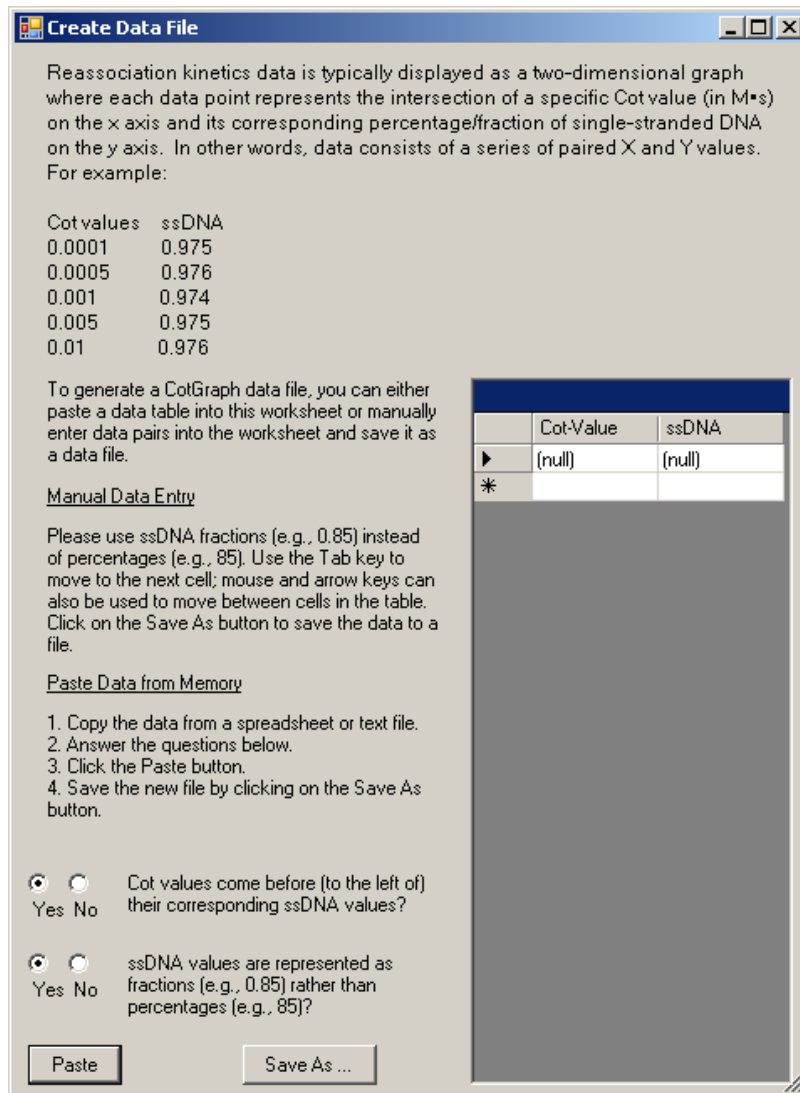 Create Data File
Reassociation kinetics data is typically displayed as a two-dimensional graph
where each data point represents the intersection of a specific Cot value (in M▪s)
on the x axis and its corresponding percentage/fraction of single-stranded DNA
on the y axis.  In other words, data consists of a series of paired X and Y values.
For example:
Cot values ssDNA
0.0001 0.975
0.0005 0.976
0.001 0.974
0.005 0.975
0.01 0.976
To generate a CotGraph data file, you can either
paste a data table into this worksheet or manually
enter data pairs into the worksheet and save it as
a data file.
Manual Data Entry
Please use ssDNA fractions (e.g., 0.85) instead
of percentages (e.g., 85). Use the Tab key to
move to the next cell; mouse and arrow keys can
also be used to move between cells in the table.
Click on the Save As button to save the data to a
file.
Paste Data from Memory
1. Copy the data from a spreadsheet or text file.
2. Answer the questions below.
3. Click the Paste button.
4. Save the new file by clicking on the Save As
button.
Cot values come before (to the left of)
their corresponding ssDNA values?
Yes No
ssDNA values are represented as
fractions (e.g., 0.85) rather than
percentages (e.g., 85)?
Yes No
Paste Save As ...
Cot-Value ssDNA
(null) (null)